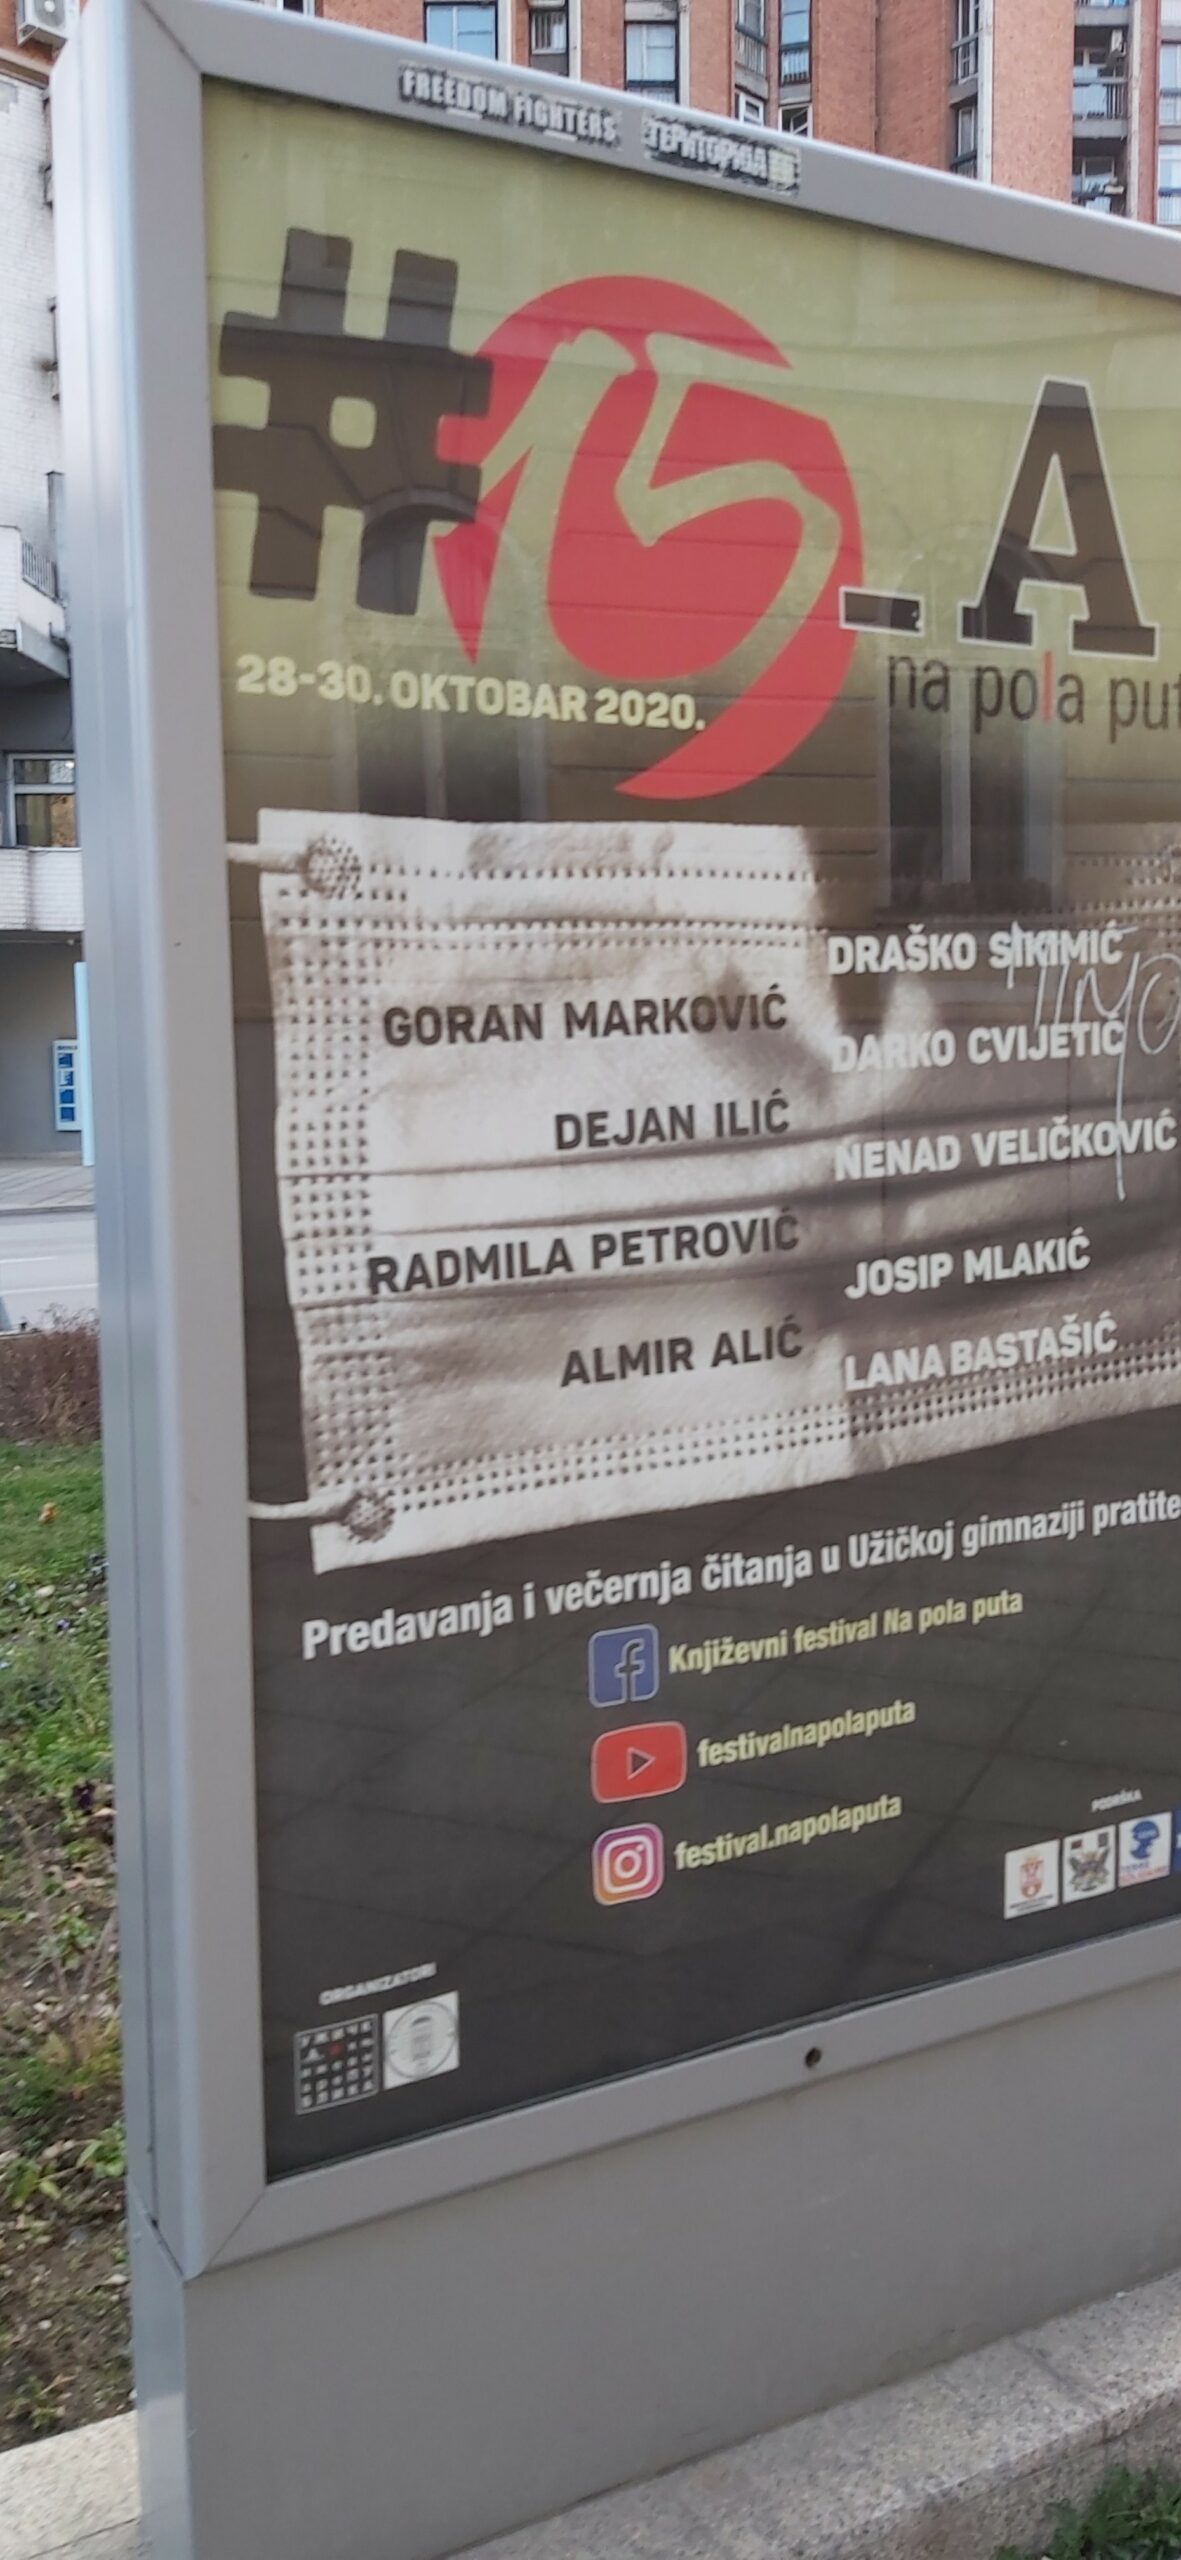 FREEDOM FIGHTERS
ТЕРИТОРИЈА
#15_A
28-30. OKTOBAR 2020.
na pola put
GORAN MARKOVIĆ
DEJAN ILIĆ
RADMILA PETROVIĆ
ALMIR ALIĆ
DRAŠKO SIKIMIĆ
DARKO CVIJETIĆ
NENAD VELIČKOVIĆ
JOSIP MLAKIĆ
LANA BASTAŠIĆ
Predavanja i večernja čitanja u Užičkoj gimnaziji pratite
Književni festival Na pola puta
festivalnapolaputa
festival.napolaputa
PODRŠKA
ORGANIZATORI